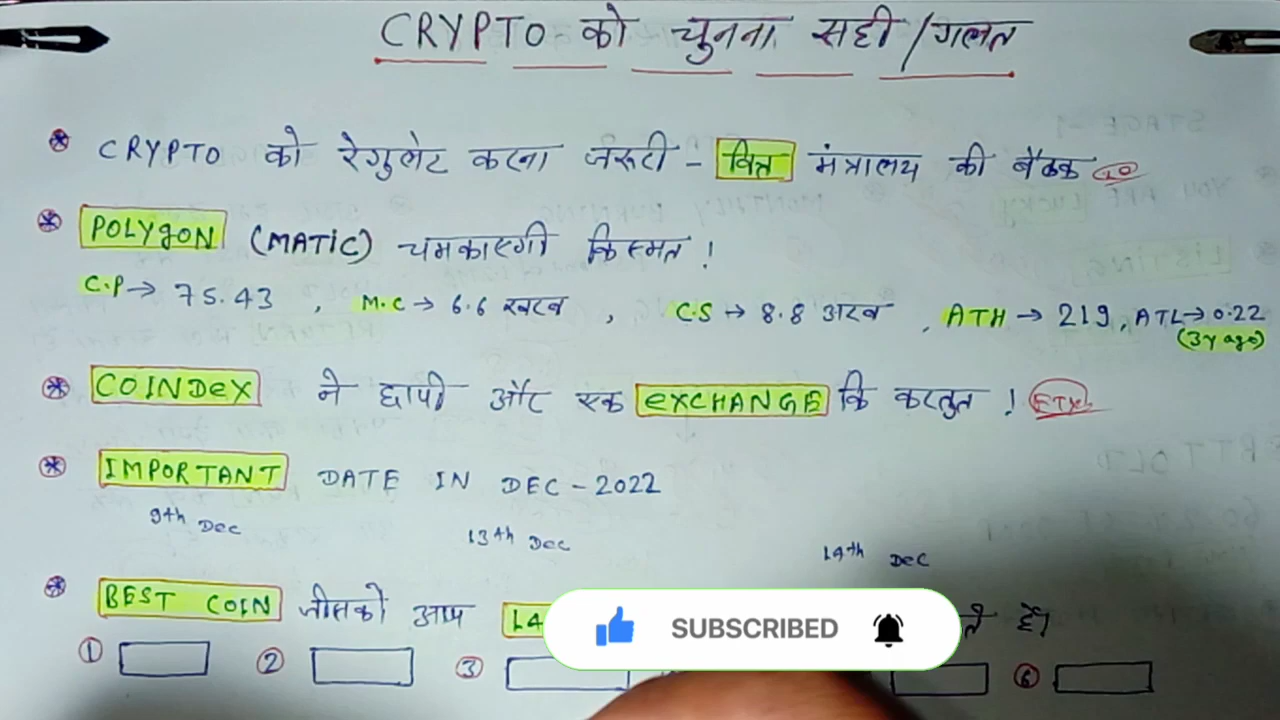 CRYPTO को चुनना सही/गलत
* CRYPTO को रेगुलेट करना जरूरी - वित्त मंत्रालय की बैठक
* POLYGON (MATIC) चमकाएगी किस्मत !
C.P → 75.43 , M.C → 6.6 खरब , C.S → 8.8 अरब , ATH → 219, ATL → 0.22
(3y ago)
* COINDEX ने छापी और एक EXCHANGE कि करतुत ! FTX
* IMPORTANT DATE IN DEC - 2022
9th Dec 13th Dec 14th Dec
* BEST COIN जीसको आप हे।
SUBSCRIBED
① ② ③ ⑥